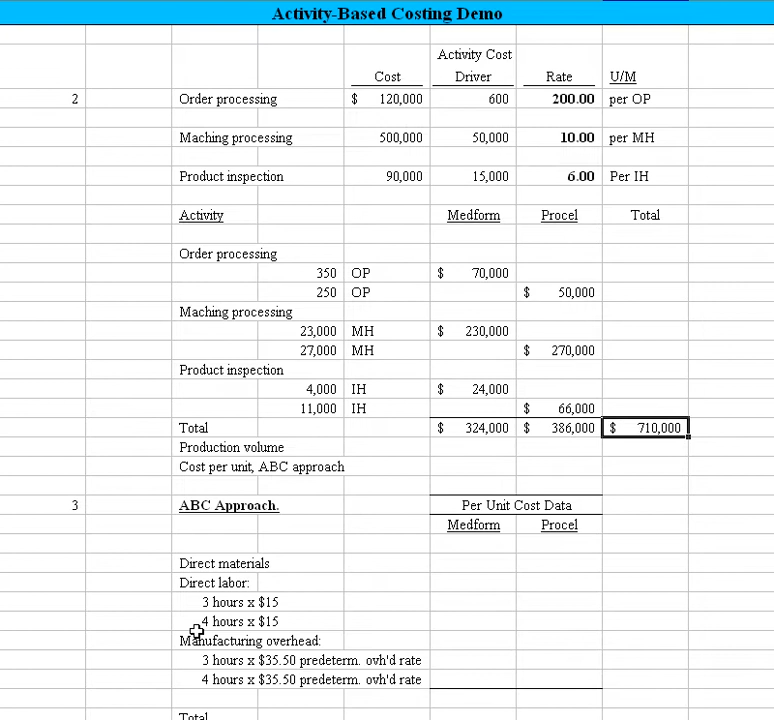 Activity-Based Costing Demo
Activity Cost
Cost Driver Rate U/M
2 Order processing $ 120,000 600 200.00 per OP
Maching processing 500,000 50,000 10.00 per MH
Product inspection 90,000 15,000 6.00 Per IH
Activity Medform Procel Total
Order processing
350 OP $ 70,000
250 OP $ 50,000
Maching processing
23,000 MH $ 230,000
27,000 MH $ 270,000
Product inspection
4,000 IH $ 24,000
11,000 IH $ 66,000
Total $ 324,000 $ 386,000 $ 710,000
Production volume
Cost per unit, ABC approach
3 ABC Approach. Per Unit Cost Data
Medform Procel
Direct materials
Direct labor:
3 hours x $15
4 hours x $15
Manufacturing overhead:
3 hours x $35.50 predeterm. ovh'd rate
4 hours x $35.50 predeterm. ovh'd rate
Total